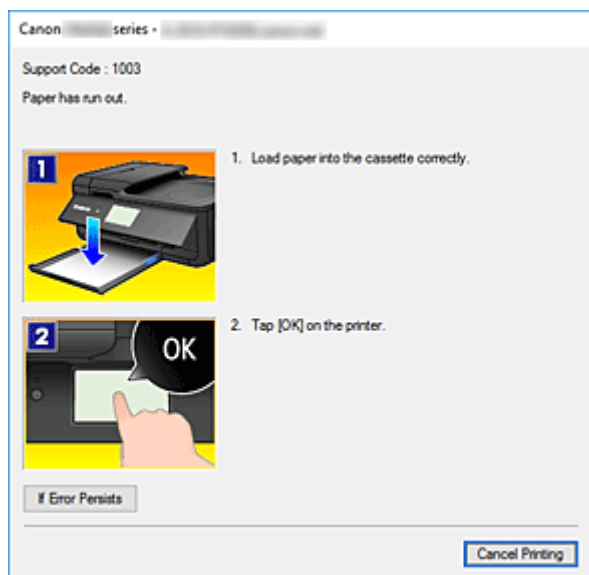 Canon series -
Support Code : 1003
Paper has run out.
1
1. Load paper into the cassette correctly.
2
2. Tap [OK] on the printer.
OK
If Error Persists
Cancel Printing